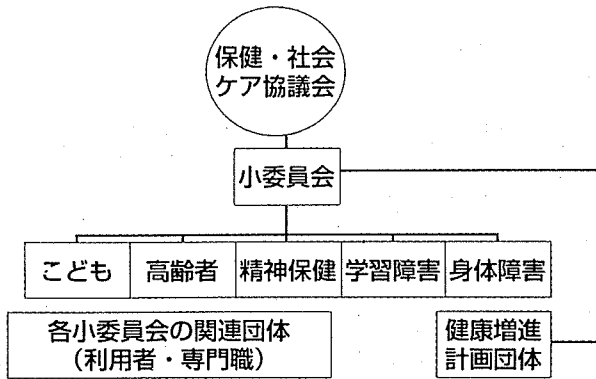 保健・社会
ケア協議会
小委員会
こども
高齢者
精神保健
学習障害
身体障害
各小委員会の関連団体
（利用者・専門職）
健康増進
計画団体